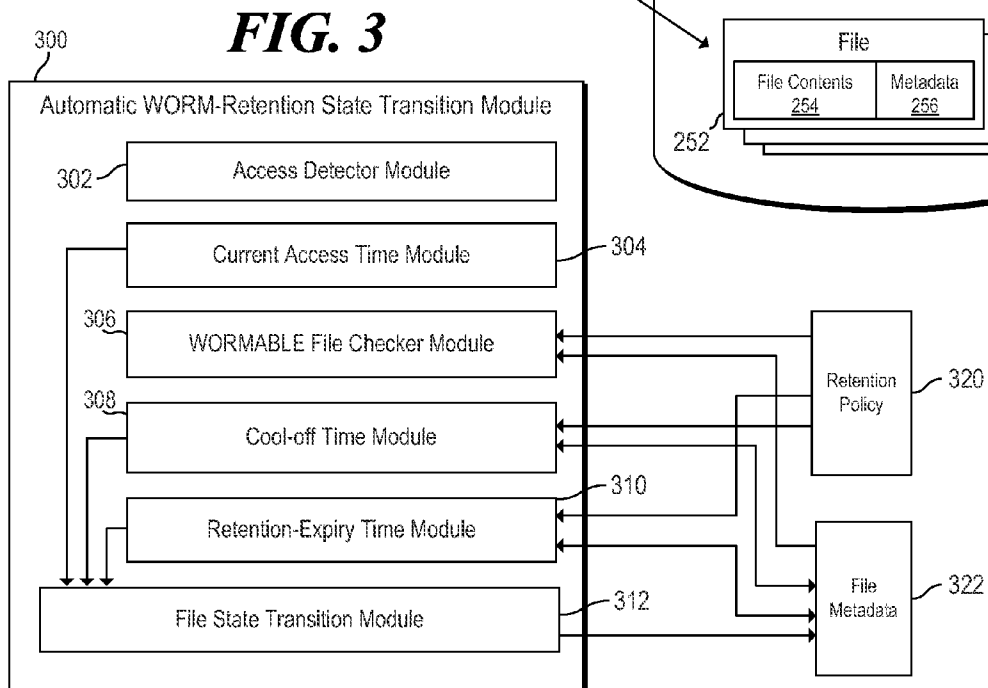 FIG. 3
300
Automatic WORM-Retention State Transition Module
302
Access Detector Module
Current Access Time Module
304
306
WORMABLE File Checker Module
308
Cool-off Time Module
310
Retention-Expiry Time Module
312
File State Transition Module
File
File Contents
254
Metadata
256
252
Retention
Policy
320
File
Metadata
322